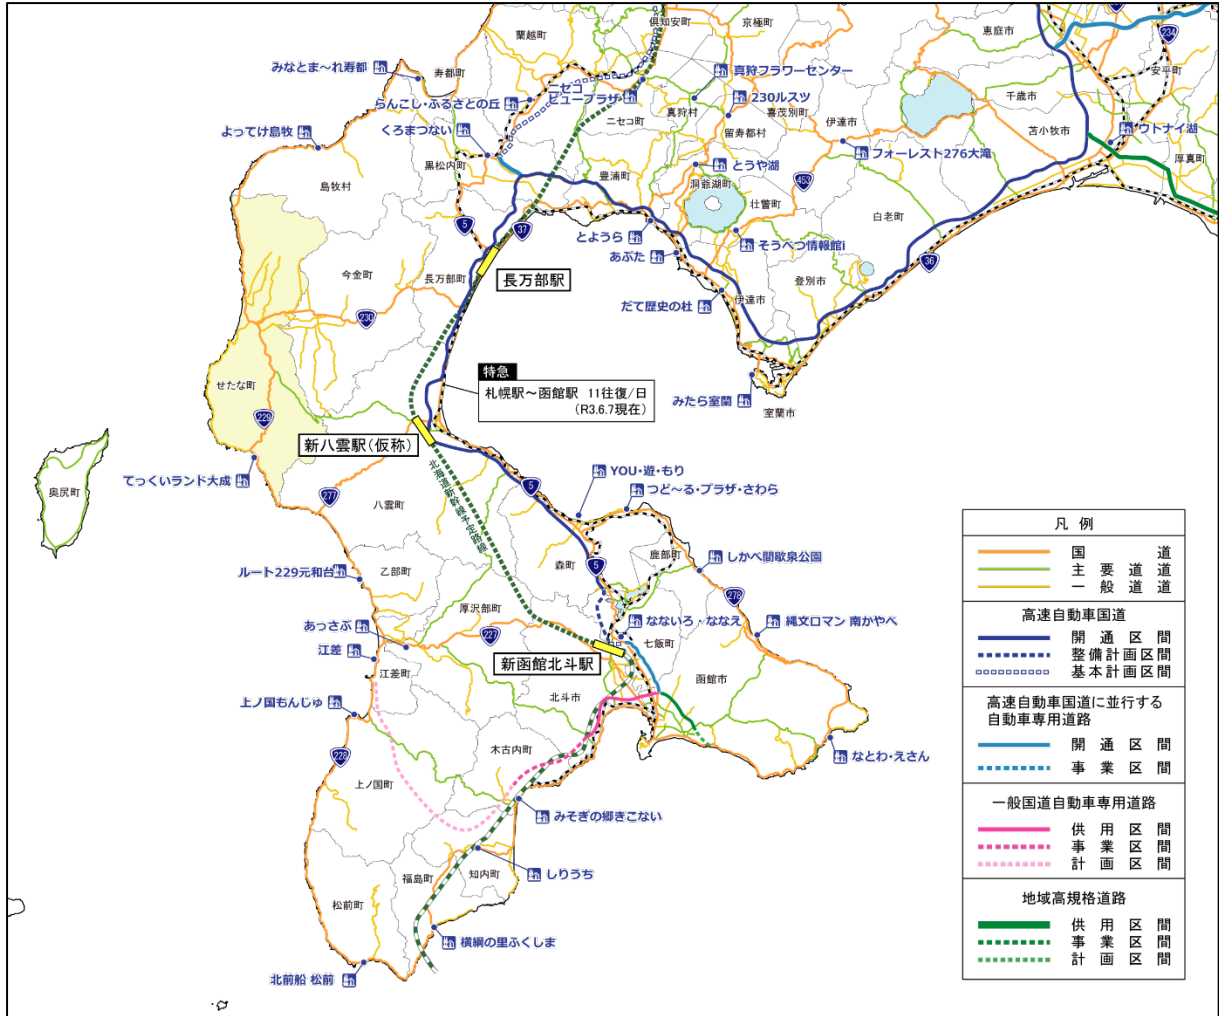 倶知安町
京極町
恵庭市
蘭越町
234
みなとま～れ寿都
寿都町
真狩フラワーセンター
安平町
らんこし・ふるさとの丘
ニセコ
ビュープラザ
230ルスツ
千歳市
真狩村
喜茂別町
ニセコ町
伊達市
苫小牧市
ウトナイ湖
よってけ島牧
くろまつない
留寿都村
フォーレスト276大滝
厚真町
黒松内町
とうや湖
島牧村
豊浦町
洞爺湖町
453
壮瞥町
白老町
5
37
とようら
そうべつ情報館i
あぶた
36
今金町
長万部町
長万部駅
登別市
だて歴史の杜
伊達市
230
特急
札幌駅～函館駅 11往復/日
(R3.6.7現在)
せたな町
みたら室蘭
室蘭市
229
新八雲駅(仮称)
てっくいランド大成
北海道新幹線予定路線
YOU・遊・もり
奥尻町
277
5
つど～る・プラザ・さわら
八雲町
鹿部町
しかべ間歇泉公園
ルート229元和台
乙部町
森町
5
278
厚沢部町
あっさぶ
227
なないろ・ななえ
七飯町
縄文ロマン 南かやべ
江差
新函館北斗駅
江差町
北斗市
函館市
上ノ国もんじゅ
木古内町
なとわ・えさん
228
上ノ国町
みそぎの郷きこない
しりうち
福島町
知内町
松前町
横綱の里ふくしま
北前船 松前
凡例
国道
主要道道
一般道道
高速自動車国道
開通区間
整備計画区間
基本計画区間
高速自動車国道に並行する
自動車専用道路
開通区間
事業区間
一般国道自動車専用道路
供用区間
事業区間
計画区間
地域高規格道路
供用区間
事業区間
計画区間